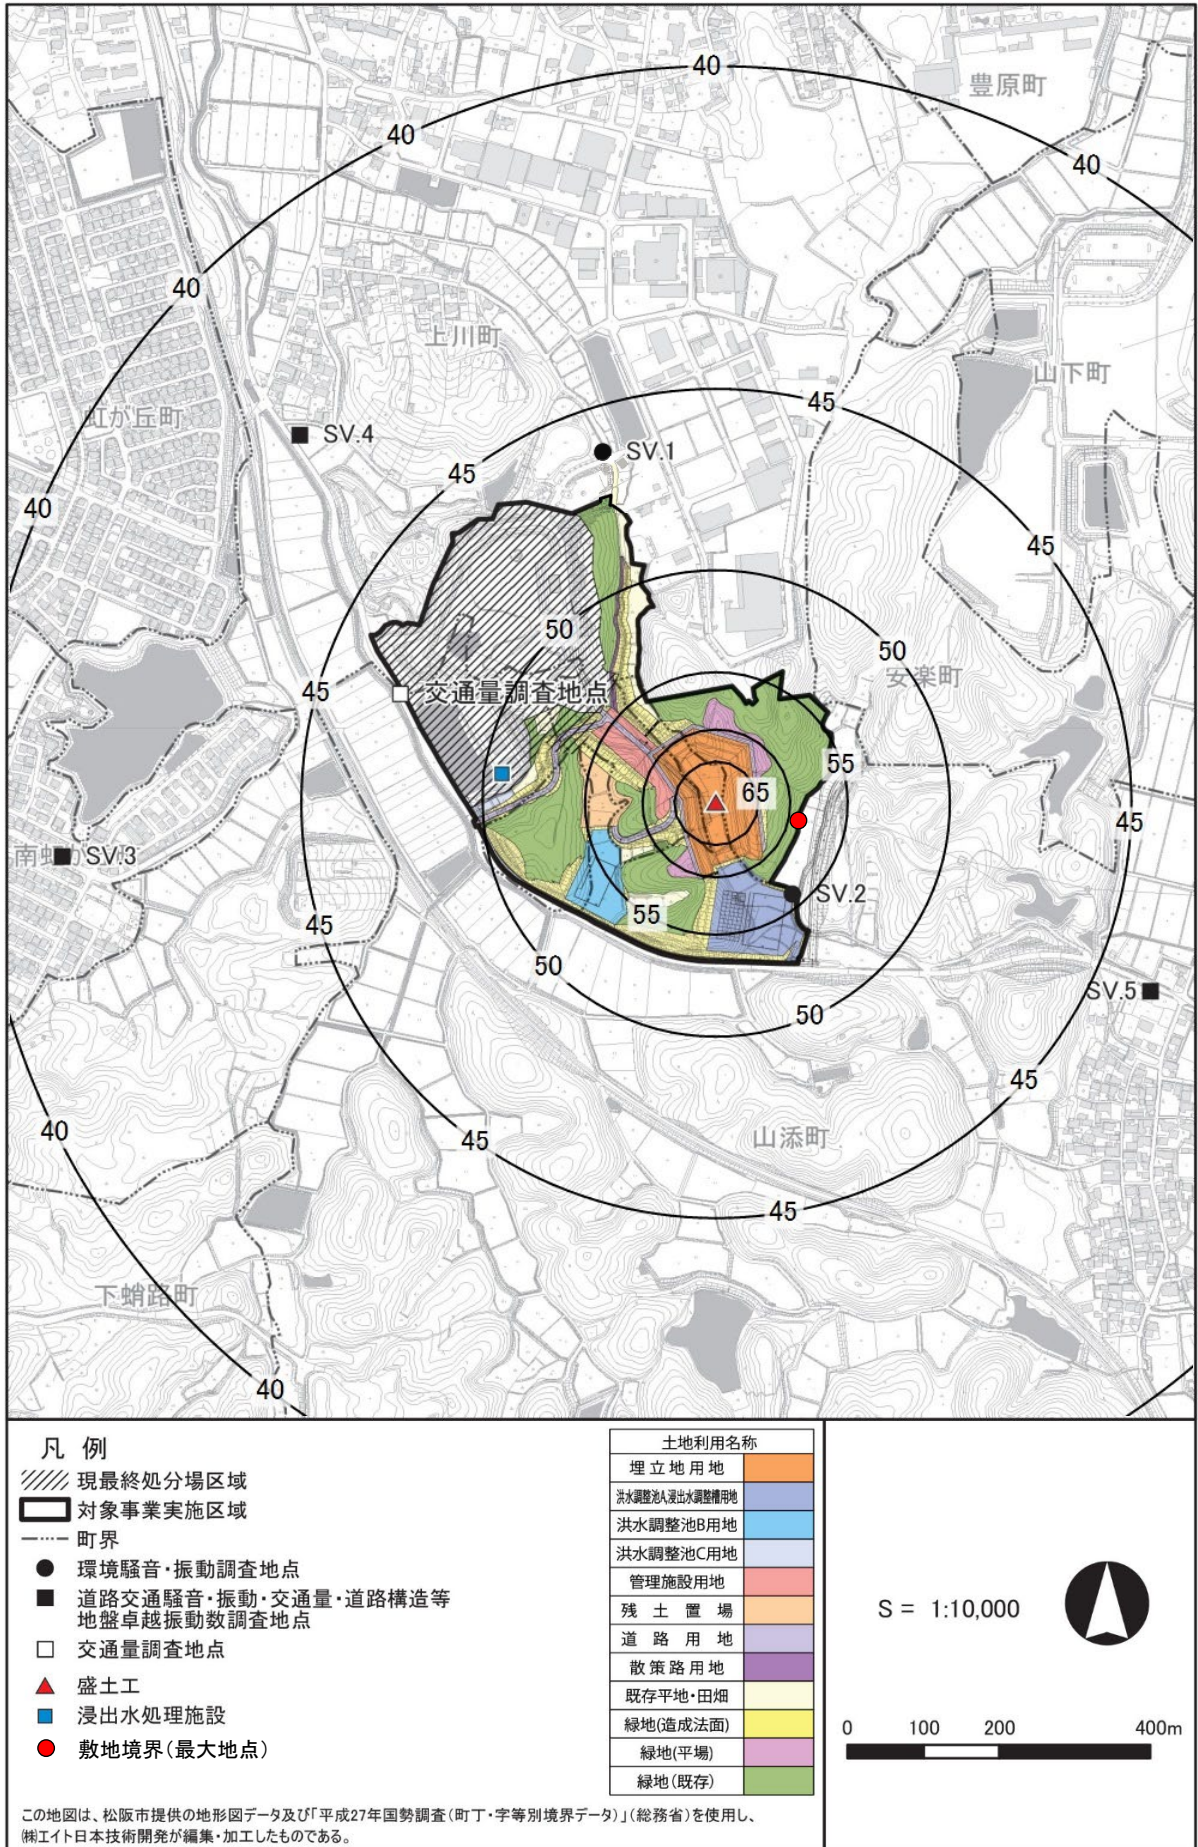 40
豊原町
40
40
40
上川町
山下町
虹が丘町
45
SV.4
SV.1
45
40
45
50
50
安楽町
45
交通量調査地点
55
65
45
南虹が丘
SV.3
SV.2
55
45
50
SV.5
50
45
40
45
山添町
45
下蛸路町
40
凡 例
現最終処分場区域
対象事業実施区域
町界
環境騒音・振動調査地点
道路交通騒音・振動・交通量・道路構造等
地盤卓越振動数調査地点
交通量調査地点
盛土工
浸出水処理施設
敷地境界(最大地点)
土地利用名称
埋立地用地
洪水調整池A,浸出水調整槽用地
洪水調整池B用地
洪水調整池C用地
管理施設用地
残土置場
道路用地
散策路用地
既存平地・田畑
緑地(造成法面)
緑地(平場)
緑地(既存)
S = 1:10,000
0 100 200 400m
この地図は、松阪市提供の地形図データ及び「平成27年国勢調査(町丁・字等別境界データ)」(総務省)を使用し、
㈱エイト日本技術開発が編集・加工したものである。